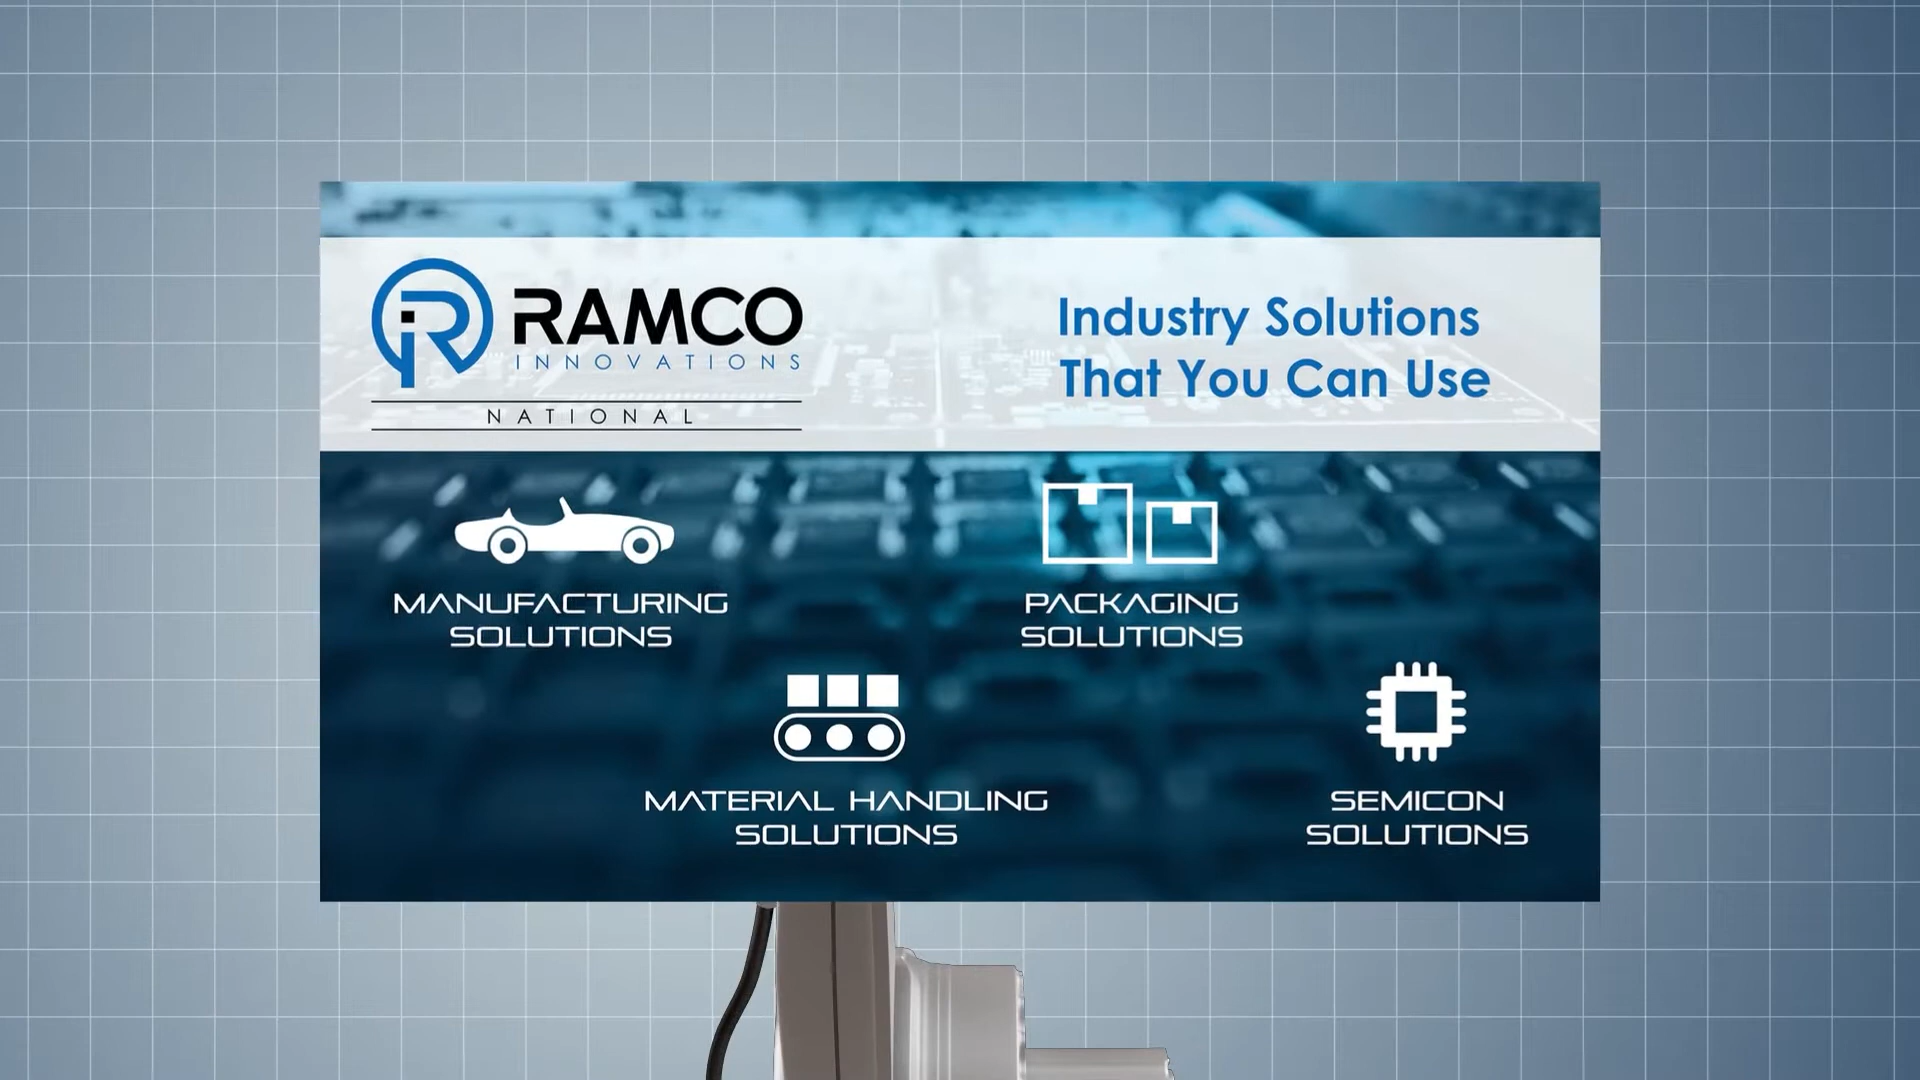 RAMCO
INNOVATIONS
NATIONAL
Industry Solutions
That You Can Use
MANUFACTURING
SOLUTIONS
PACKAGING
SOLUTIONS
MATERIAL HANDLING
SOLUTIONS
SEMICON
SOLUTIONS